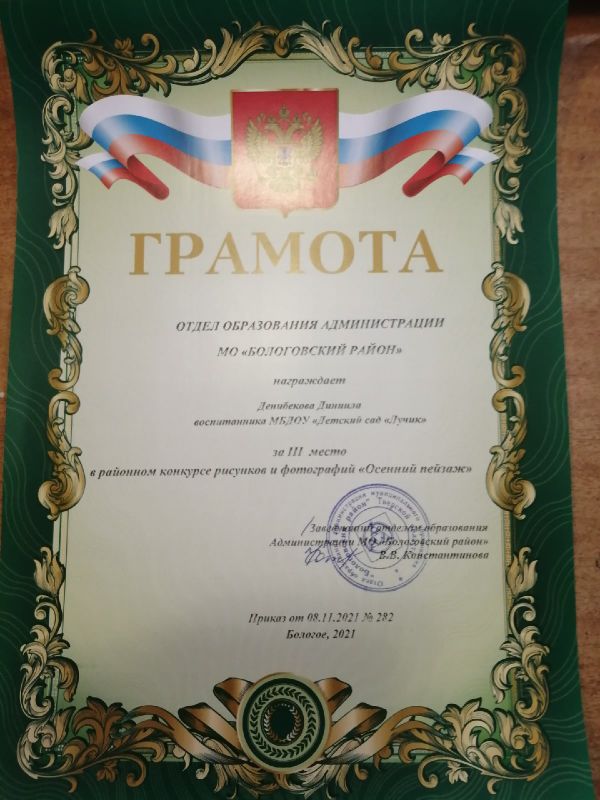 ГРАМОТА
ОТДЕЛ ОБРАЗОВАНИЯ АДМИНИСТРАЦИИ
МО «БОЛОГОВСКИЙ РАЙОН»
награждает
Денибекова Даниила
воспитанника МБДОУ «Детский сад «Лучик»
за III место
в районном конкурсе рисунков и фотографий «Осенний пейзаж»
Заведующий отделом образования
Администрации МО «Бологовский район»
В.В. Константинова
Приказ от 08.11.2021 № 282
Бологое, 2021